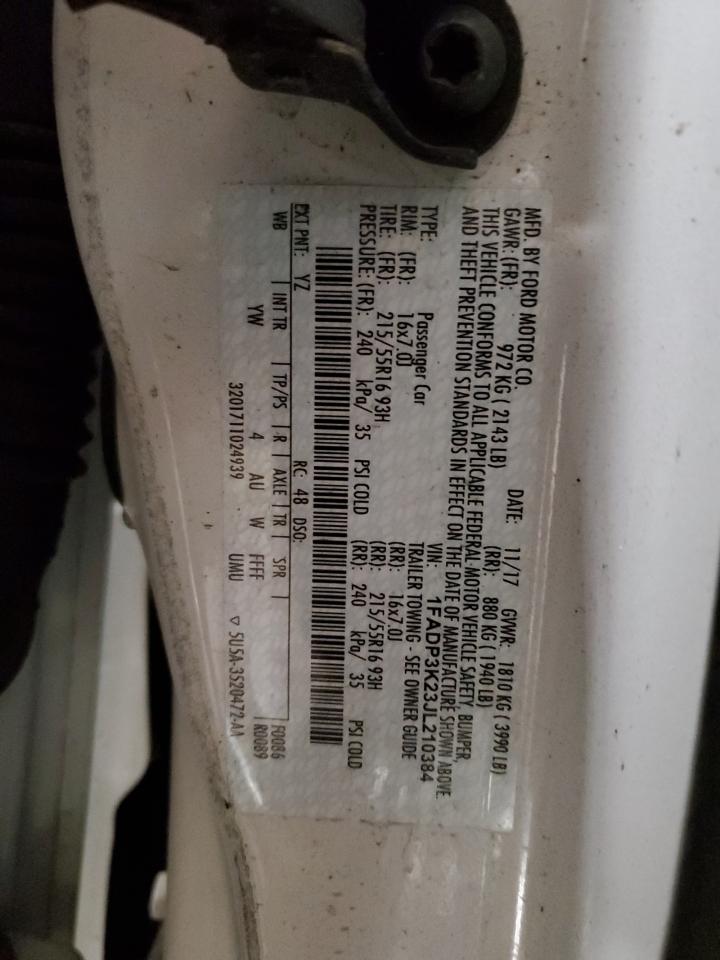 MFD. BY FORD MOTOR CO. DATE: 11/17 GVWR: 1810 KG ( 3990 LB)
GAWR: (FR): 972 KG ( 2143 LB) (RR): 880 KG ( 1940 LB)
THIS VEHICLE CONFORMS TO ALL APPLICABLE FEDERAL MOTOR VEHICLE SAFETY, BUMPER,
AND THEFT PREVENTION STANDARDS IN EFFECT ON THE DATE OF MANUFACTURE SHOWN ABOVE.
VIN: 1FADP3K23JL210384
TYPE: Passenger Car TRAILER TOWING - SEE OWNER GUIDE
RIM: (FR): 16x7.0J (RR): 16x7.0J
TIRE: (FR): 215/55R16 93H (RR): 215/55R16 93H
PRESSURE: (FR): 240 kPa/ 35 PSI COLD (RR): 240 kPa/ 35 PSI COLD
EXT PNT: YZ RC: 48 DSO: F0086
WB INT TR TP/PS R AXLE TR SPR R0089
YW 4 AU W FFFF
3201711024939 UMU ▽ 5U5A-3520472-AA